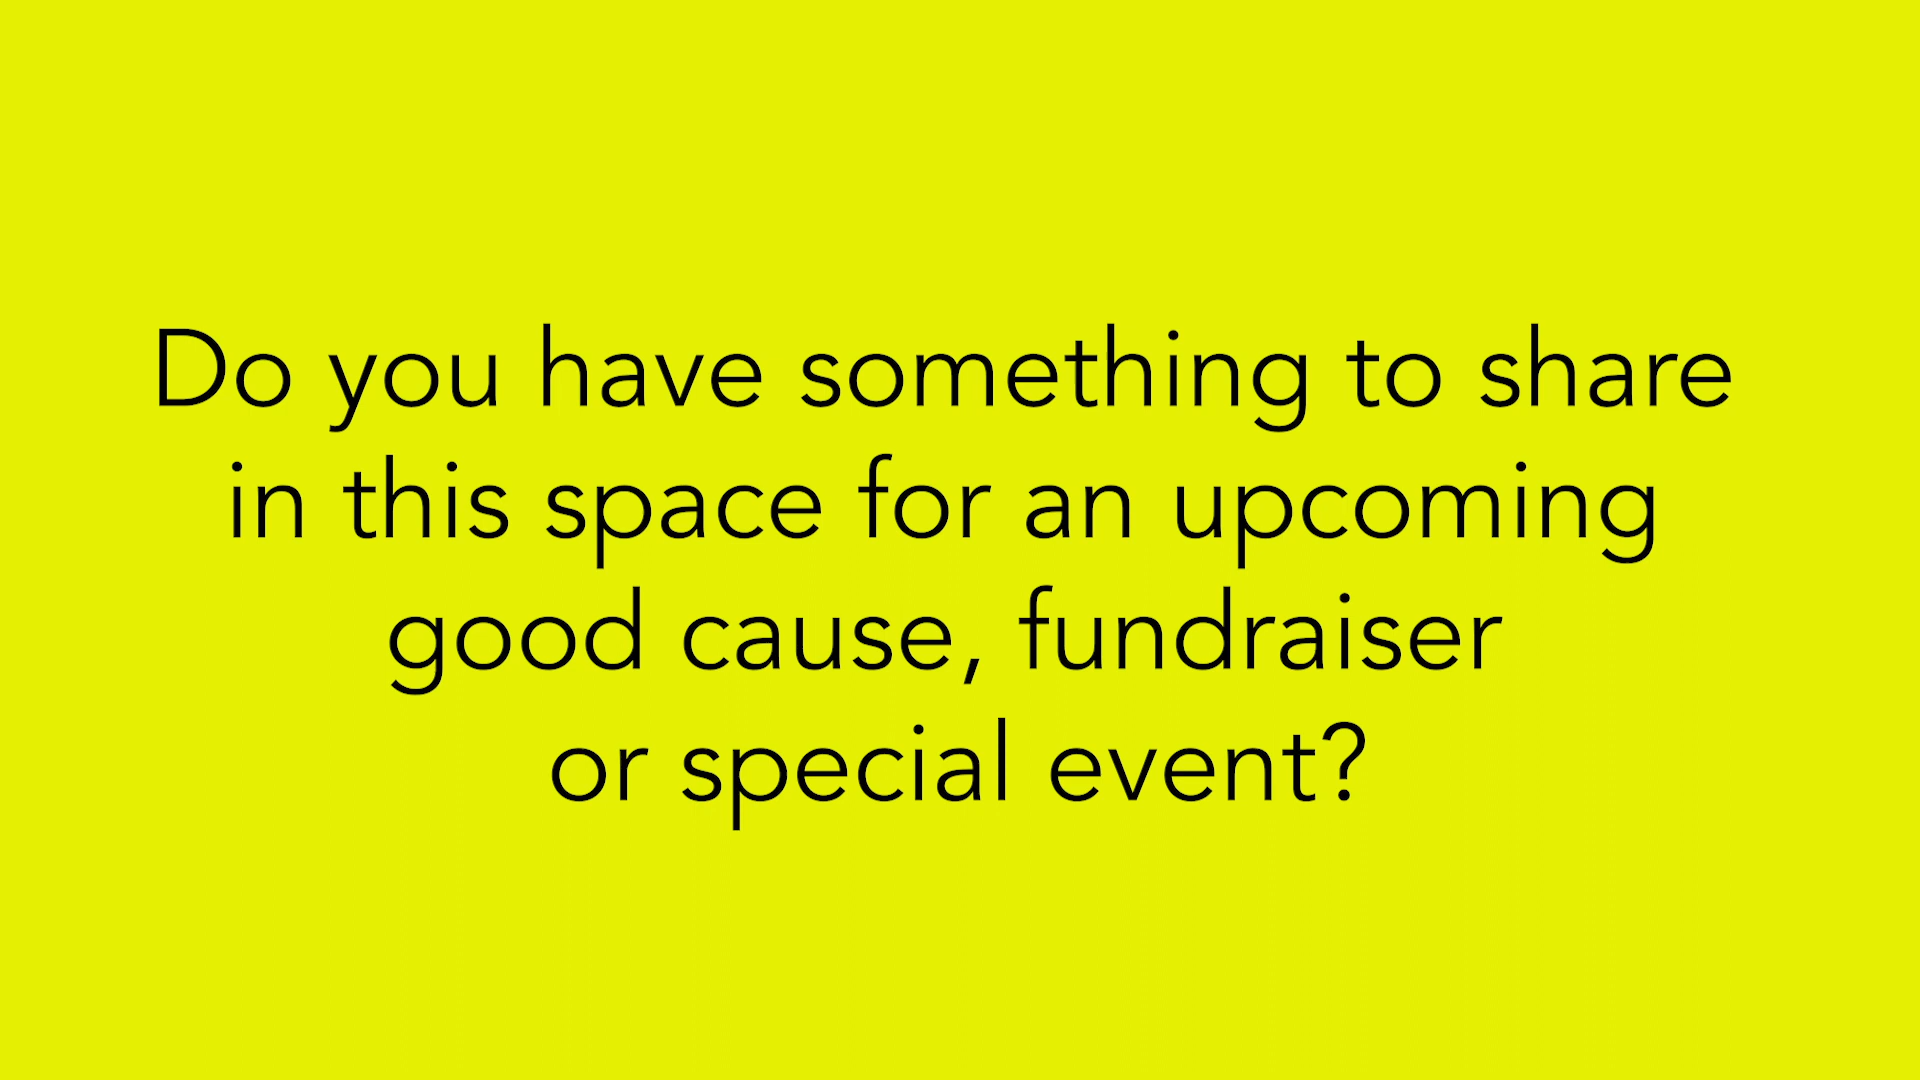 Do you have something to share
in this space for an upcoming
good cause, fundraiser
or special event?